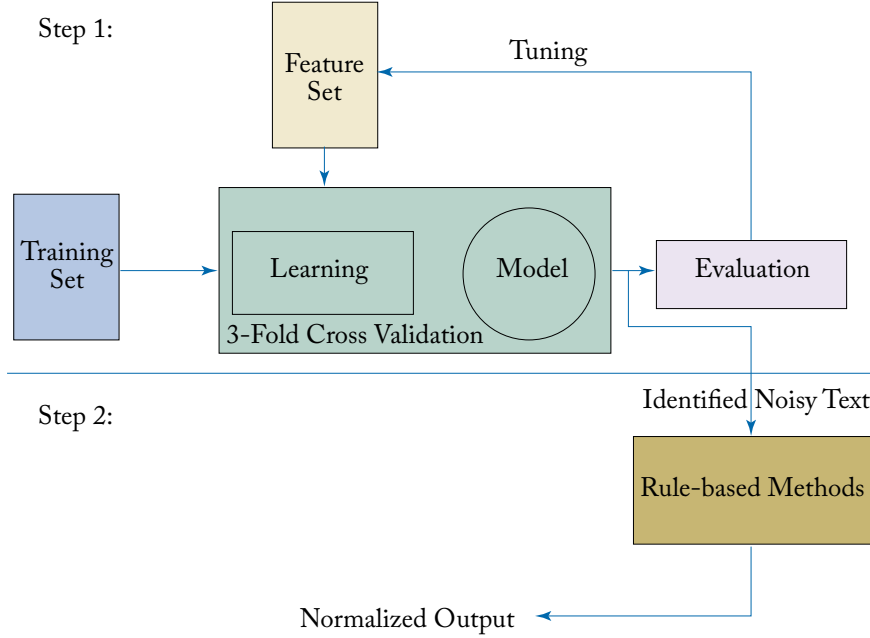 Step 1:
Feature
Set
Tuning
Training
Set
Learning
Model
Evaluation
3-Fold Cross Validation
Step 2:
Identified Noisy Text
Rule-based Methods
Normalized Output